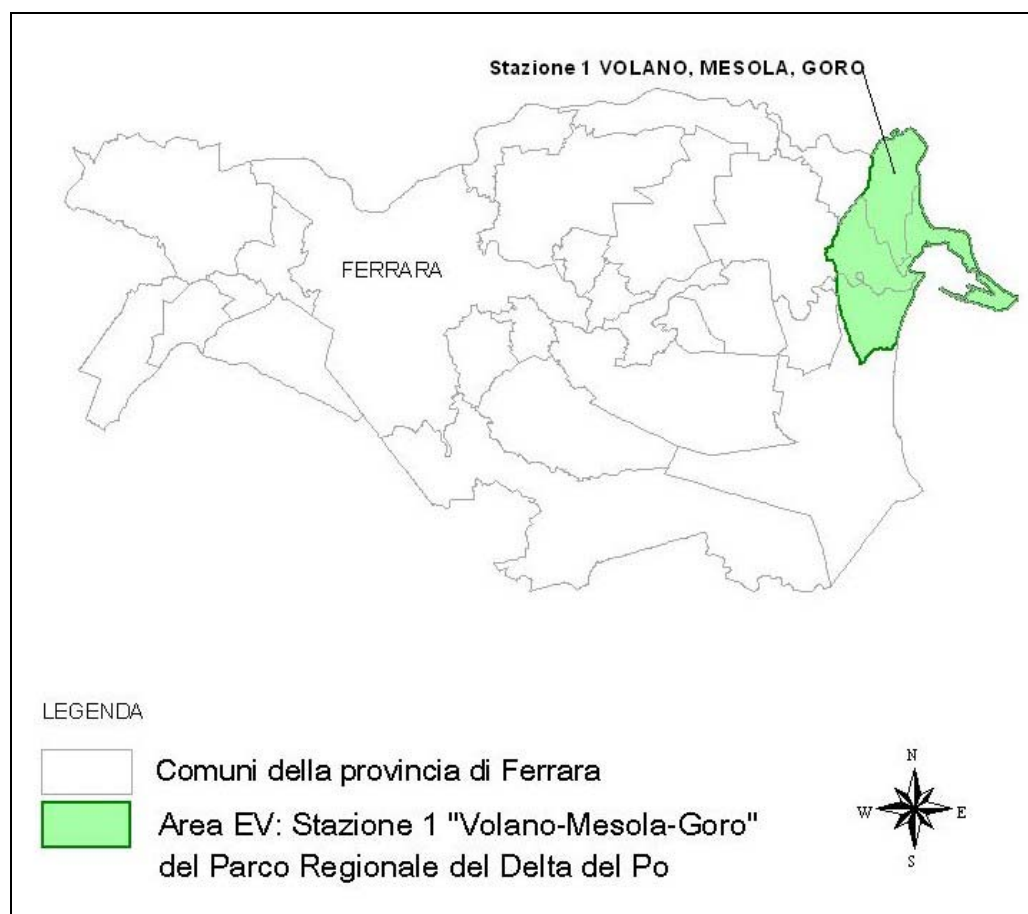 Stazione 1 VOLANO, MESOLA, GORO
FERRARA
LEGENDA
Comuni della provincia di Ferrara
Area EV: Stazione 1 "Volano-Mesola-Goro"
del Parco Regionale del Delta del Po
N
W
E
S